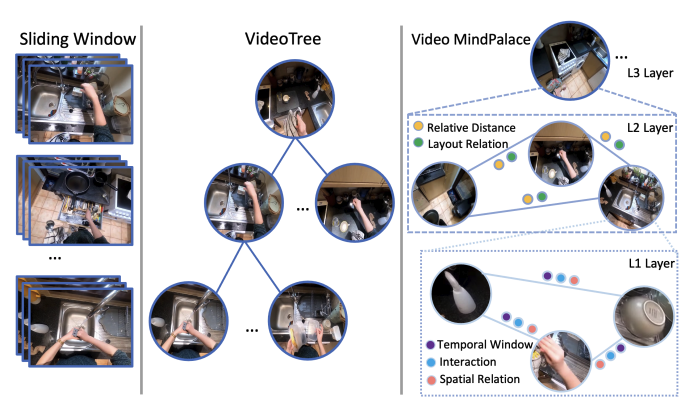 Sliding Window
VideoTree
Video MindPalace
...
L3 Layer
L2 Layer
Relative Distance
Layout Relation
...
...
...
L1 Layer
Temporal Window
Interaction
Spatial Relation